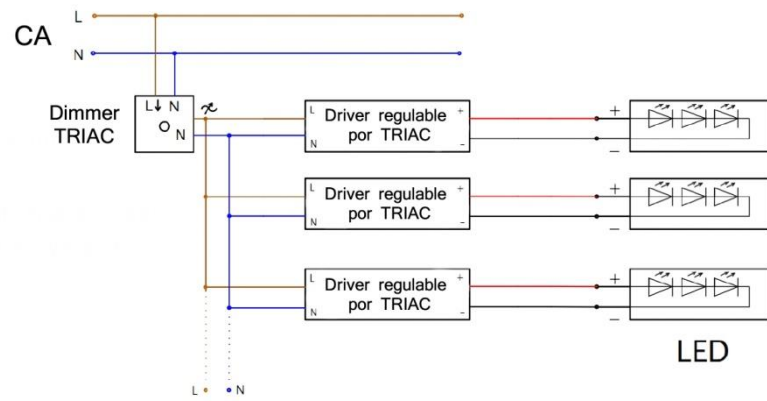 L
CA
N
L N
Dimmer
TRIAC
N
L
Driver regulable
por TRIAC
N
+
-
+
-
L
Driver regulable
por TRIAC
N
+
-
+
-
L
Driver regulable
por TRIAC
N
+
-
+
-
LED
L
N